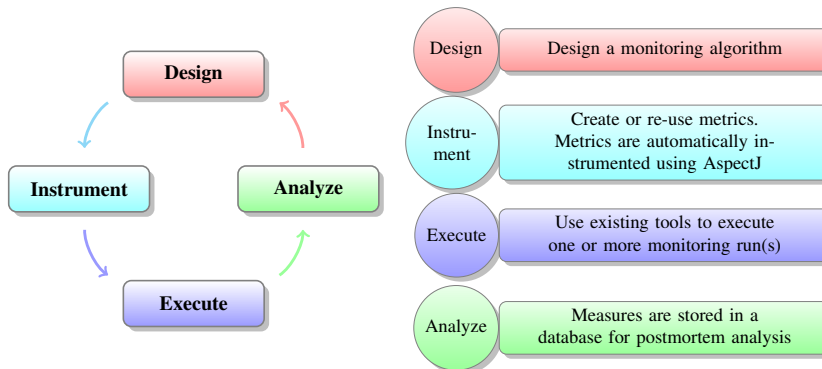 Design
Instrument
Analyze
Execute
Design
Design a monitoring algorithm
Instru-
ment
Create or re-use metrics.
Metrics are automatically in-
strumented using AspectJ
Execute
Use existing tools to execute
one or more monitoring run(s)
Analyze
Measures are stored in a
database for postmortem analysis